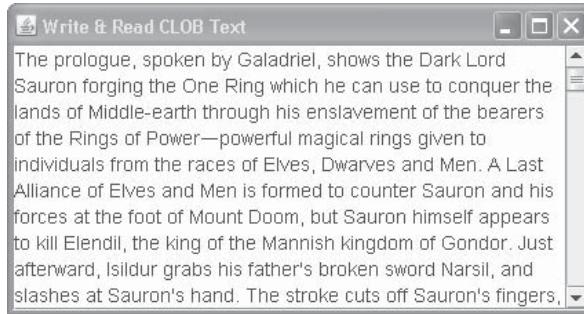 Write & Read CLOB Text
The prologue, spoken by Galadriel, shows the Dark Lord
Sauron forging the One Ring which he can use to conquer the
lands of Middle-earth through his enslavement of the bearers
of the Rings of Power—powerful magical rings given to
individuals from the races of Elves, Dwarves and Men. A Last
Alliance of Elves and Men is formed to counter Sauron and his
forces at the foot of Mount Doom, but Sauron himself appears
to kill Elendil, the king of the Mannish kingdom of Gondor. Just
afterward, Isildur grabs his father's broken sword Narsil, and
slashes at Sauron's hand. The stroke cuts off Sauron's fingers,